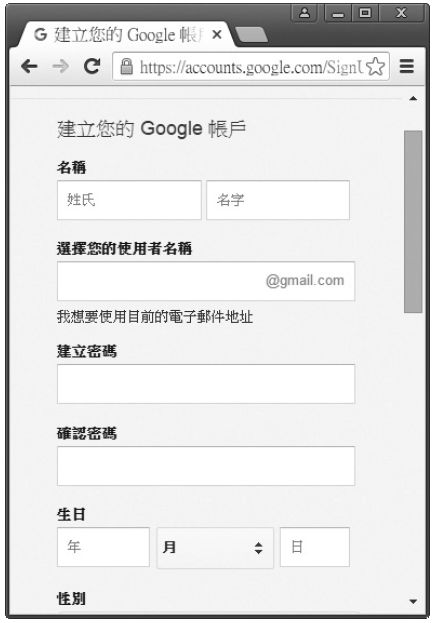 G 建立您的 Google 帳戶
https://accounts.google.com/SignU
建立您的 Google 帳戶
名稱
姓氏 名字
選擇您的使用者名稱
@gmail.com
我想要使用目前的電子郵件地址
建立密碼
確認密碼
生日
年 月 日
性別